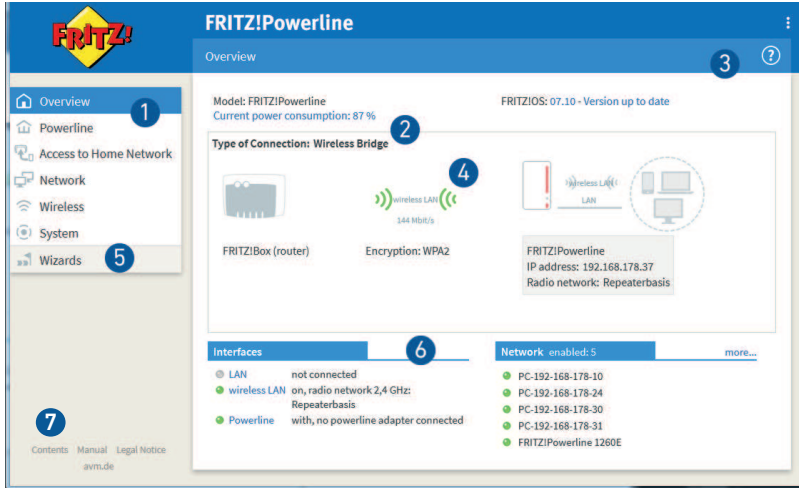 FRITZ!
FRITZ!Powerline
Overview
3
?
Overview
1
Powerline
Access to Home Network
Network
Wireless
System
Wizards
5
Model: FRITZ!Powerline
FRITZ!OS: 07.10 - Version up to date
Current power consumption: 87 %
2
Type of Connection: Wireless Bridge
4
wireless LAN
144 Mbit/s
wireless LAN
LAN
FRITZ!Box (router)
Encryption: WPA2
FRITZ!Powerline
IP address: 192.168.178.37
Radio network: Repeaterbasis
Interfaces
6
LAN not connected
wireless LAN on, radio network 2,4 GHz:
Repeaterbasis
Powerline with, no powerline adapter connected
Network enabled: 5 more...
PC-192-168-178-10
PC-192-168-178-24
PC-192-168-178-30
PC-192-168-178-31
FRITZ!Powerline 1260E
7
Contents Manual Legal Notice
avm.de